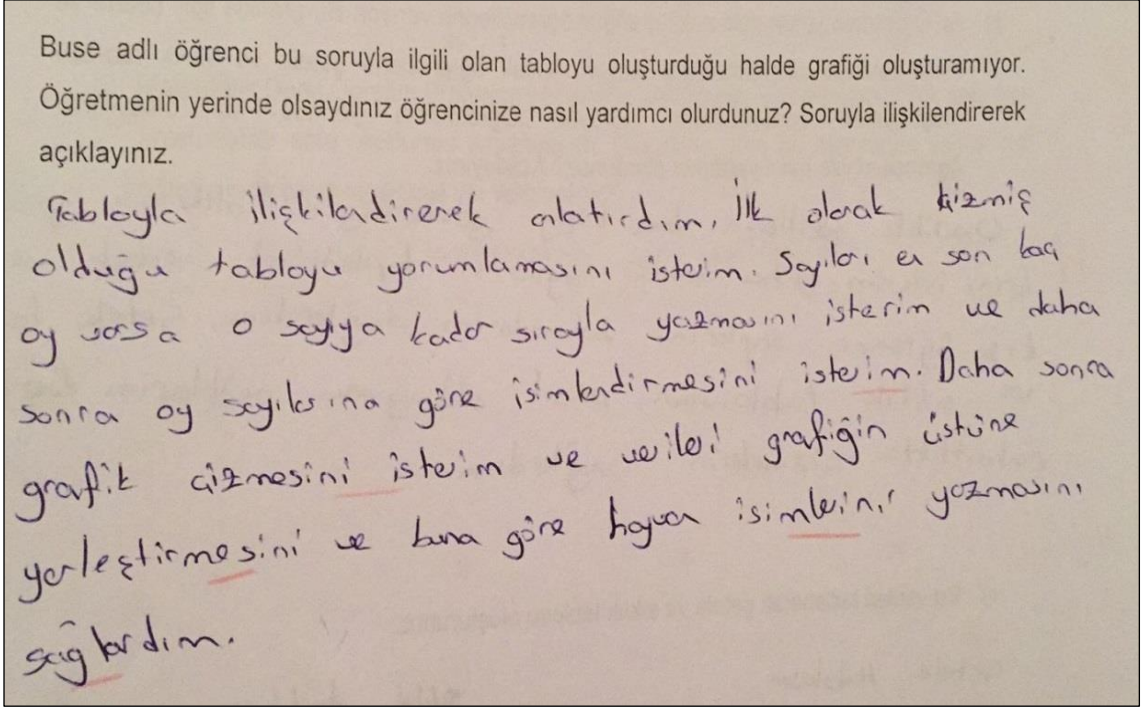 Buse adlı öğrenci bu soruyla ilgili olan tabloyu oluşturduğu halde grafiği oluşturamıyor.
Öğretmenin yerinde olsaydınız öğrencinize nasıl yardımcı olurdunuz? Soruyla ilişkilendirerek
açıklayınız.
Tabloyla ilişkilendirerek anlatırdım. İlk olarak çizmiş
olduğu tabloyu yorumlamasını isterim. Sayıları en son kaç
oy varsa o sayıya kadar sırayla yazmasını isterim ve daha
sonra oy sayılarına göre isimlendirmesini isterim. Daha sonra
grafik çizmesini isterim ve verileri grafiğin üstüne
yerleştirmesini ve buna göre hayvan isimlerini yazmasını
sağlardım.